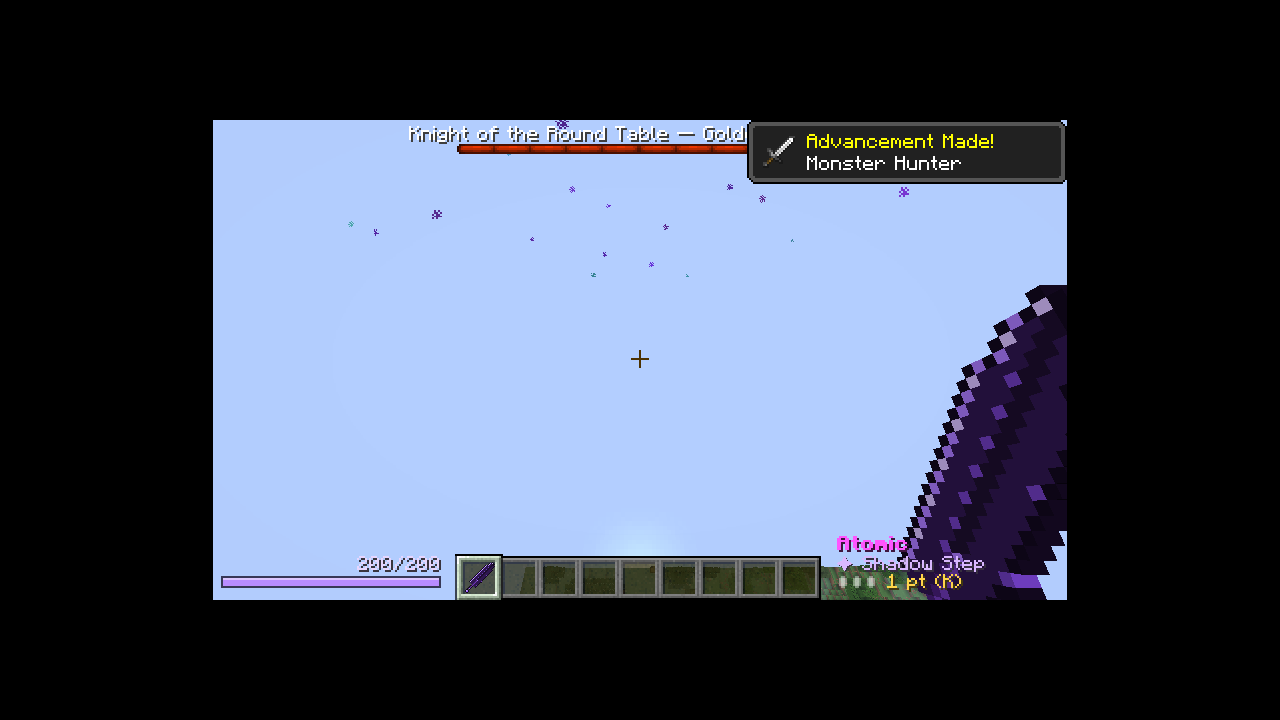 Knight of the Round Table — Gold
Advancement Made!
Monster Hunter
200/200
Atomic
Shadow Step
1 pt (K)